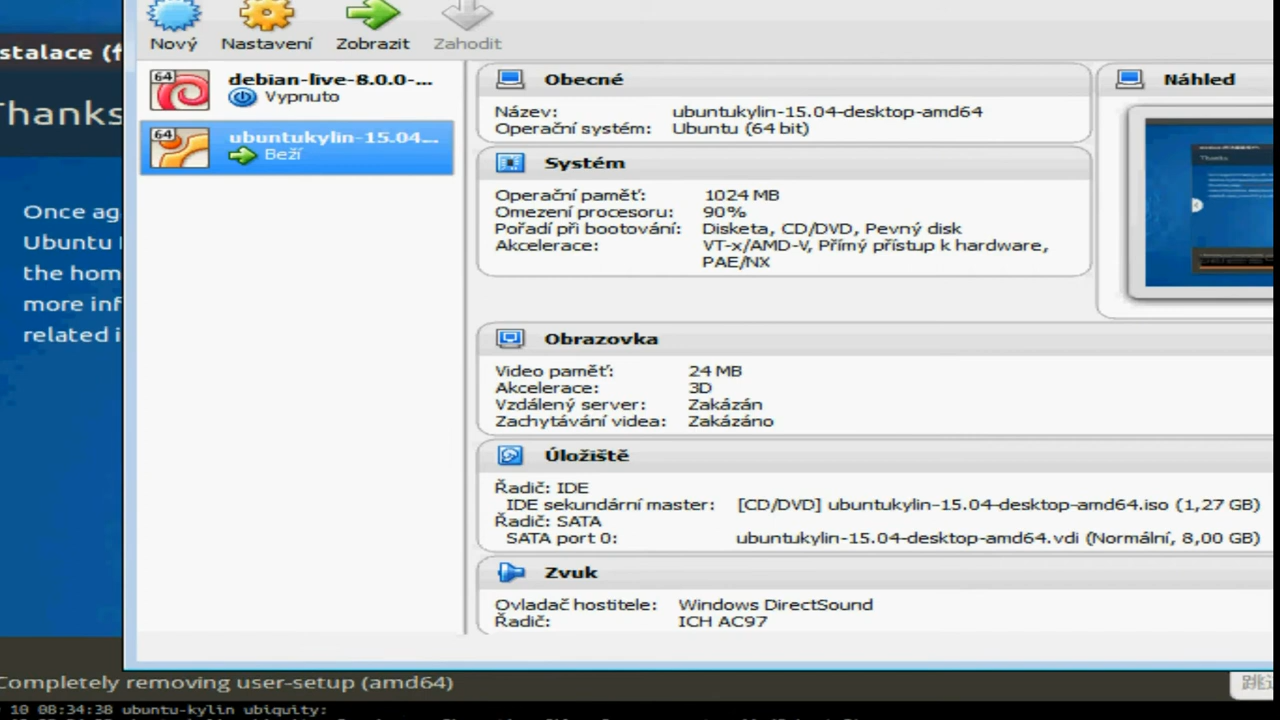 Nový Nastavení Zobrazit Zahodit
stalace (f
Thanks
Once ag
Ubuntu
the hom
more inf
related i
64 debian-live-8.0.0-...
Vypnuto
64 ubuntukylin-15.04...
Beží
Obecné
Název: ubuntukylin-15.04-desktop-amd64
Operační systém: Ubuntu (64 bit)
Systém
Operační paměť: 1024 MB
Omezení procesoru: 90%
Pořadí při bootování: Disketa, CD/DVD, Pevný disk
Akcelerace: VT-x/AMD-V, Přímý přístup k hardware,
PAE/NX
Obrazovka
Video paměť: 24 MB
Akcelerace: 3D
Vzdálený server: Zakázán
Zachytávání videa: Zakázáno
Úložiště
Řadič: IDE
IDE sekundární master: [CD/DVD] ubuntukylin-15.04-desktop-amd64.iso (1,27 GB)
Řadič: SATA
SATA port 0: ubuntukylin-15.04-desktop-amd64.vdi (Normální, 8,00 GB)
Zvuk
Ovladač hostitele: Windows DirectSound
Řadič: ICH AC97
Náhled
Thanks
Completely removing user-setup (amd64)
10 08:34:38 ubuntu-kylin ubiquity: